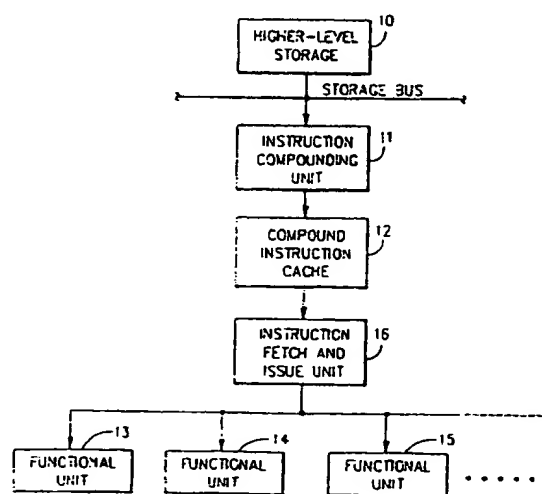 10
HIGHER-LEVEL
STORAGE
STORAGE BUS
INSTRUCTION
COMPOUNDING
UNIT
11
12
COMPOUND
INSTRUCTION
CACHE
INSTRUCTION
FETCH AND
ISSUE UNIT
16
13
14
15
FUNCTIONAL
UNIT
FUNCTIONAL
UNIT
FUNCTIONAL
UNIT